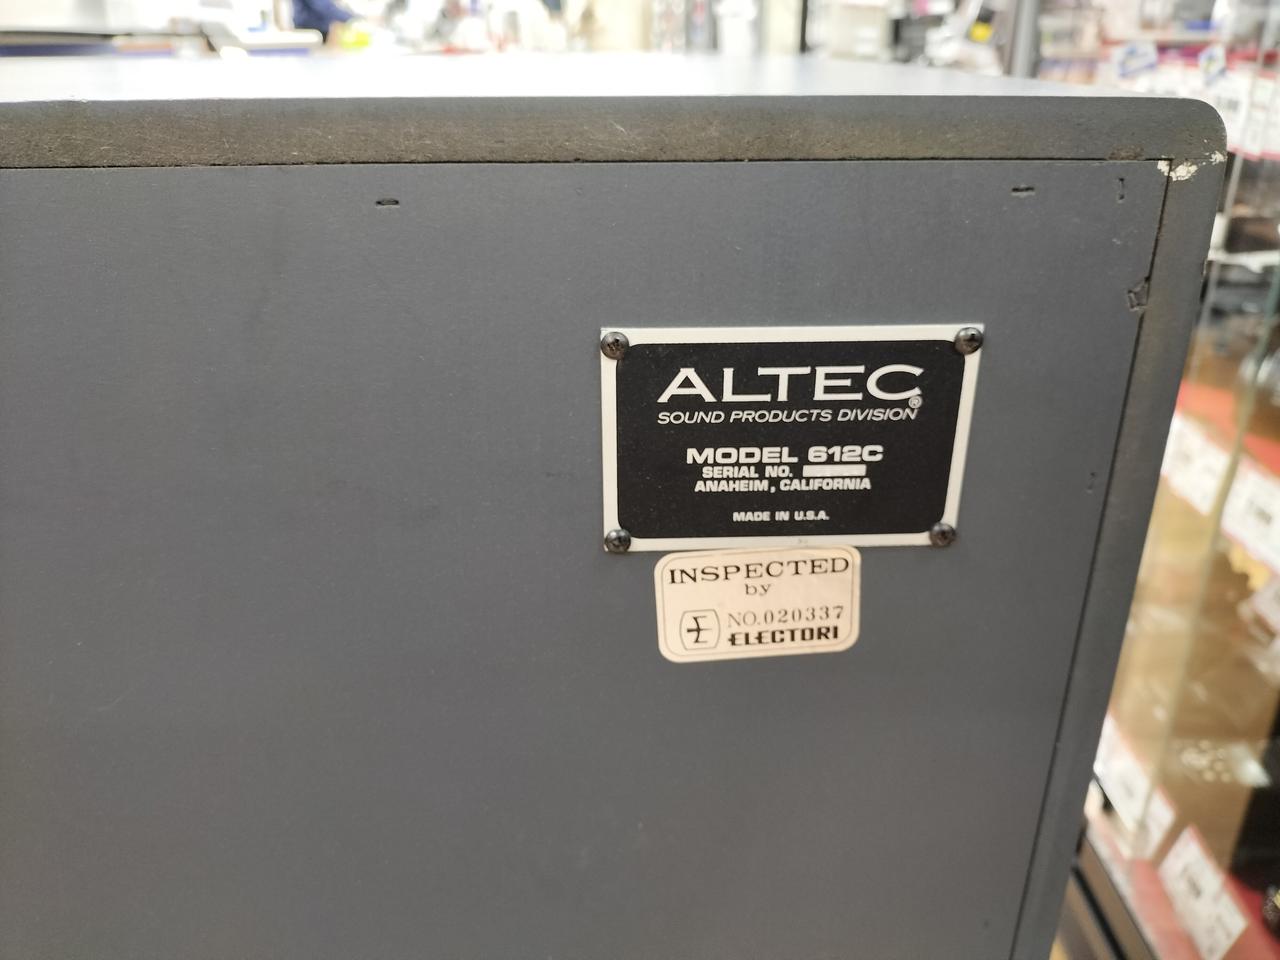 ALTEC®
SOUND PRODUCTS DIVISION
MODEL 612C
SERIAL NO.
ANAHEIM, CALIFORNIA
MADE IN U.S.A.
INSPECTED
by
NO.020337
ELECTORI